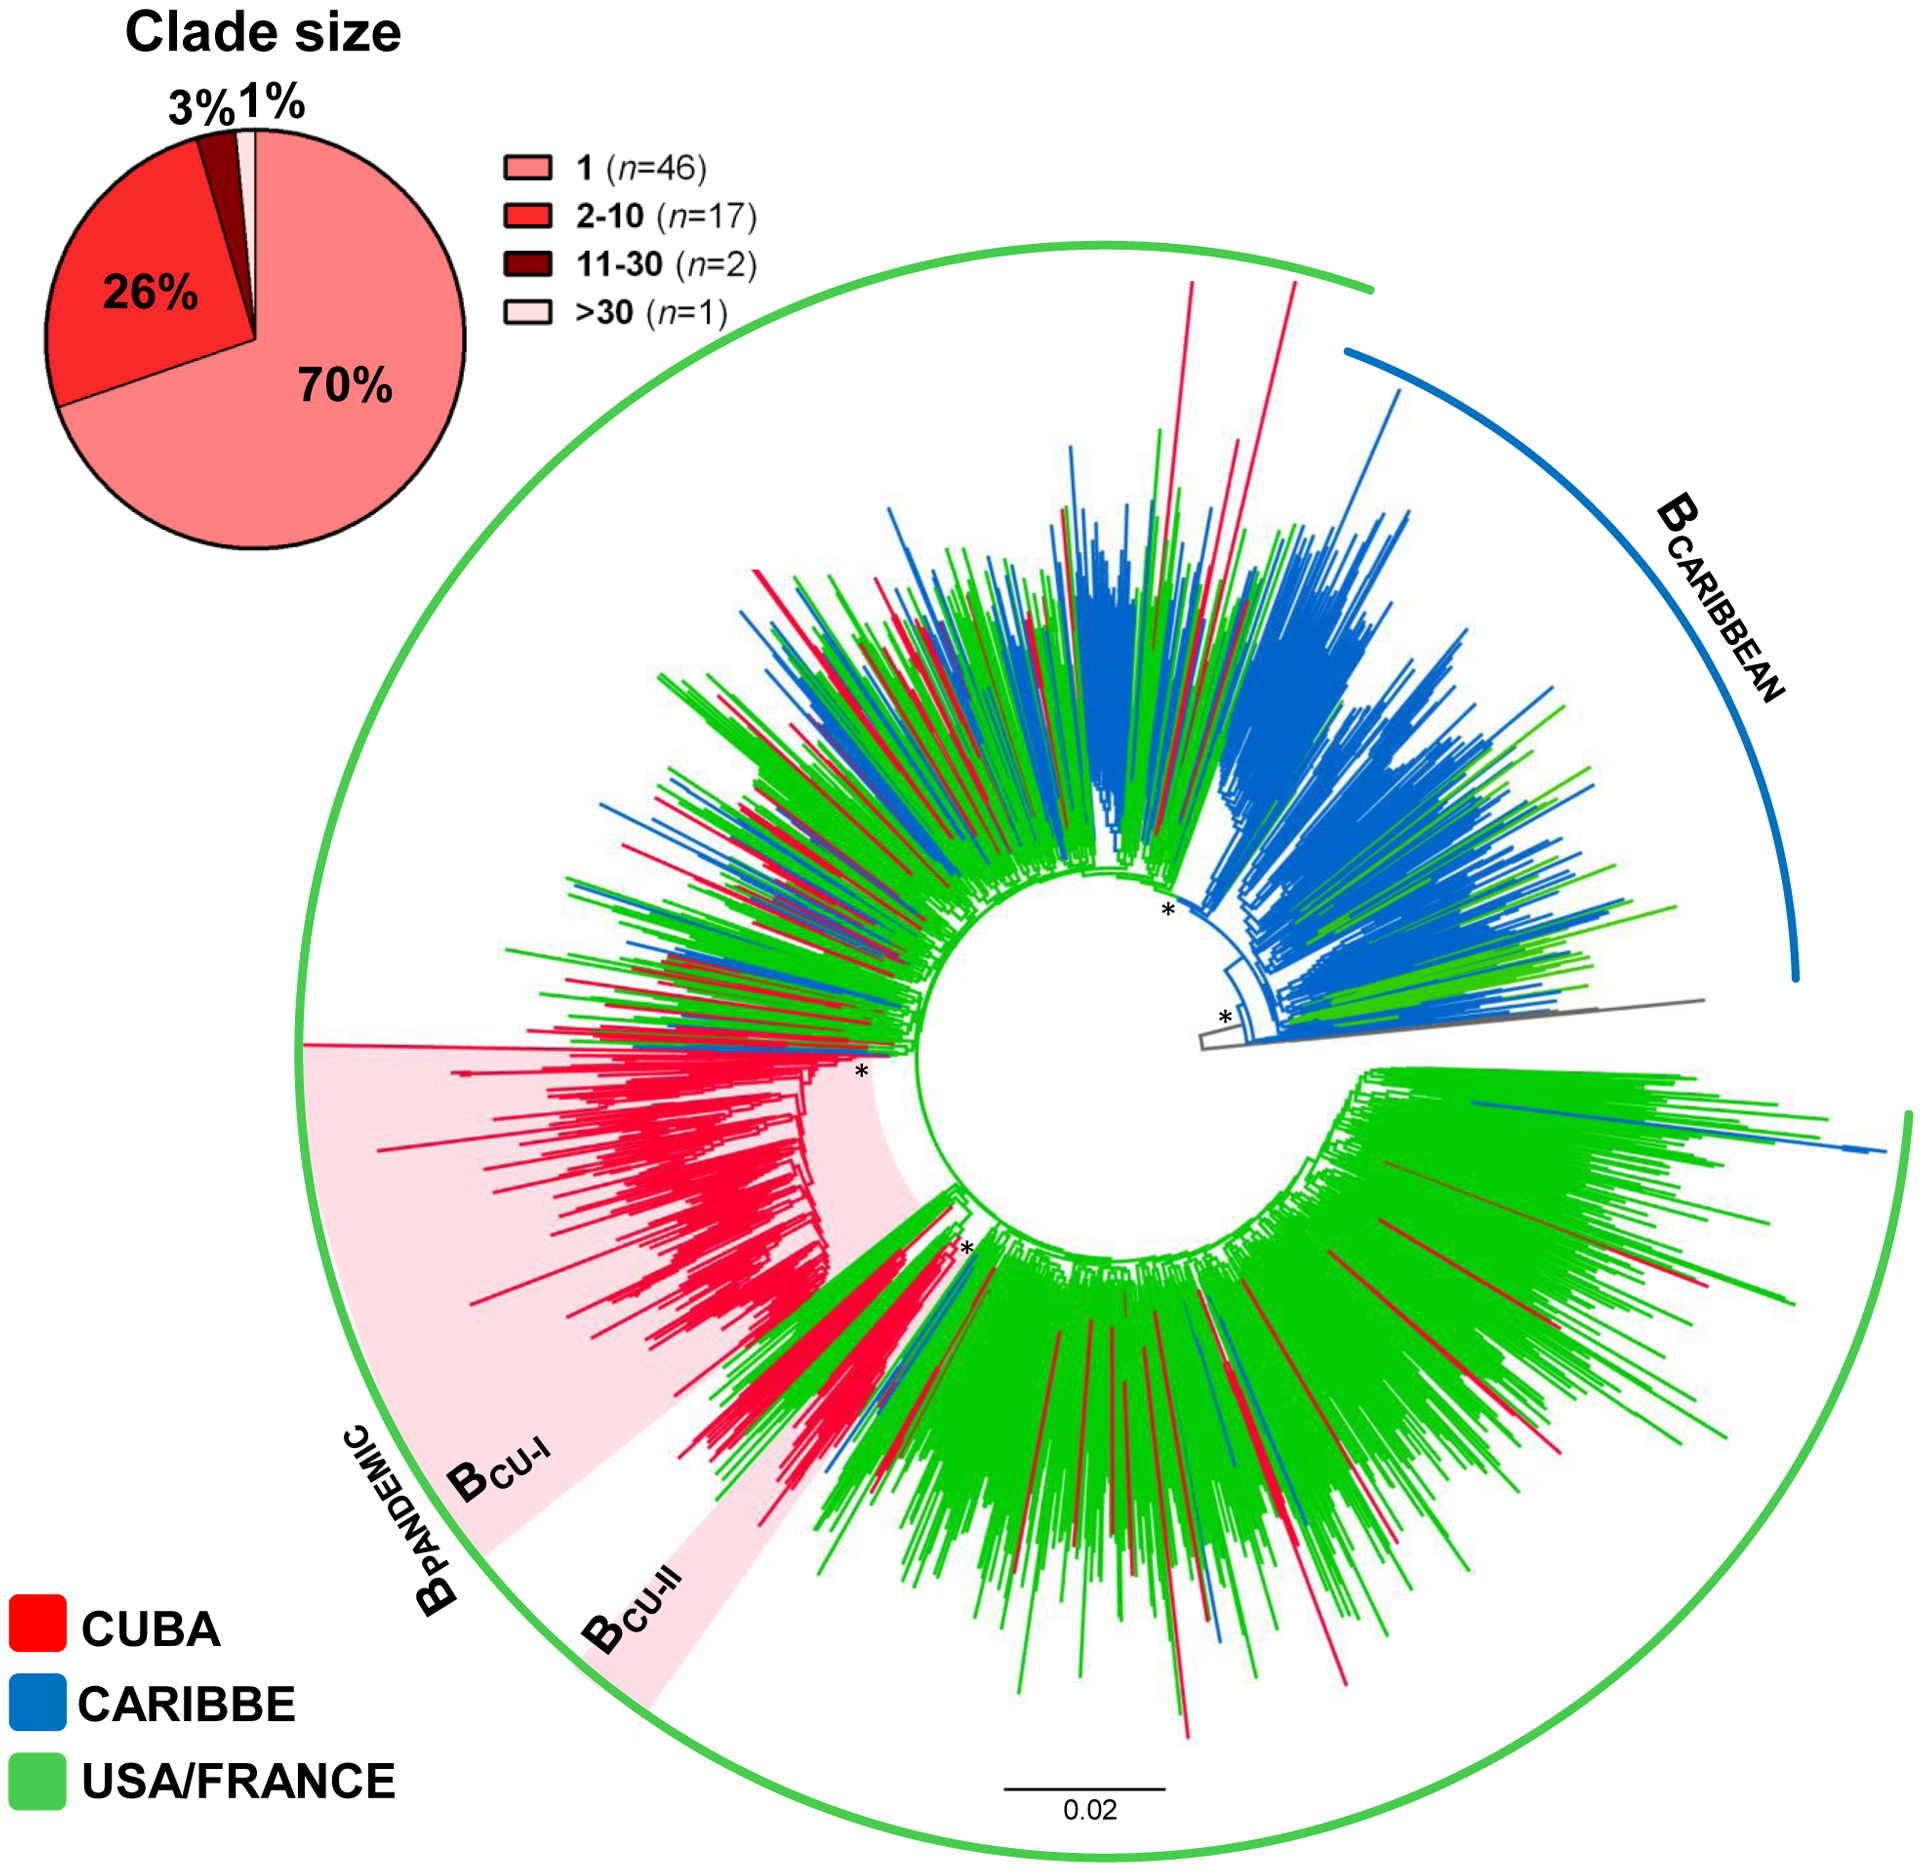 Clade size
3% 1%
26%
70%
1 (n=46)
2-10 (n=17)
11-30 (n=2)
>30 (n=1)
BCARIBBEAN
*
*
*
*
BCU-I
BPANDEMIC
BCU-II
CUBA
CARIBBE
USA/FRANCE
0.02